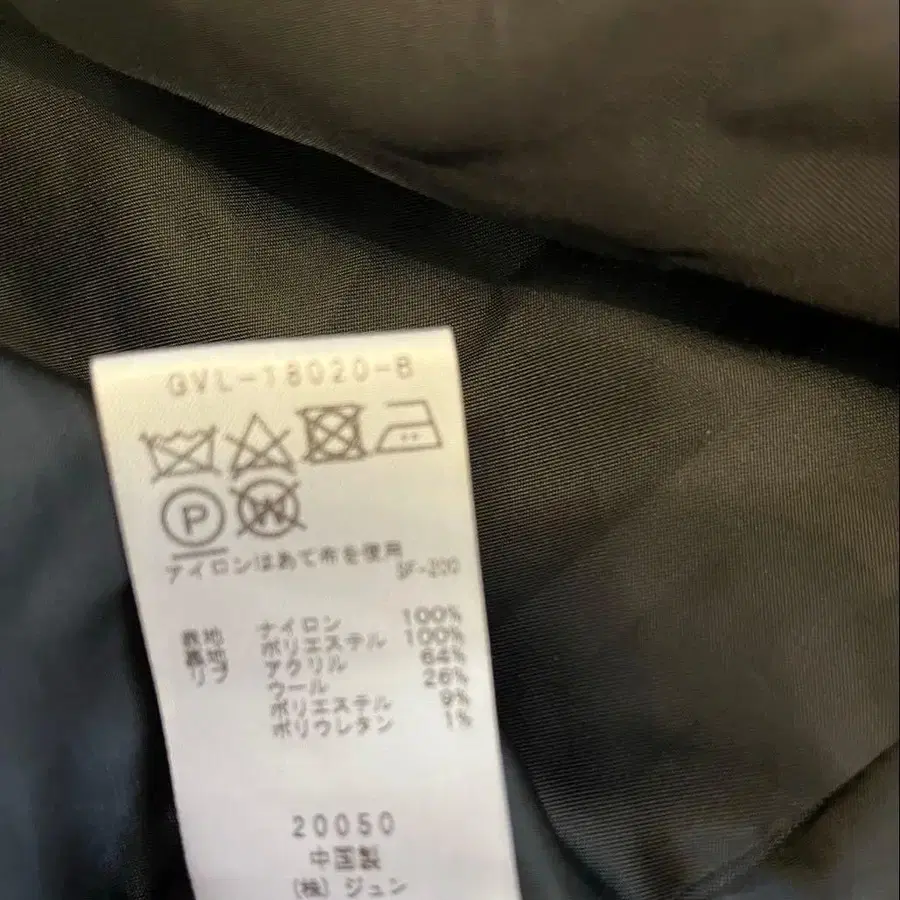 GVL-18020-B
P W
アイロンはあて布を使用
SF-200
表地 ナイロン 100%
裏地 ポリエステル 100%
リブ アクリル 64%
ウール 26%
ポリエステル 9%
ポリウレタン 1%
20050
中国製
(株) ジュン